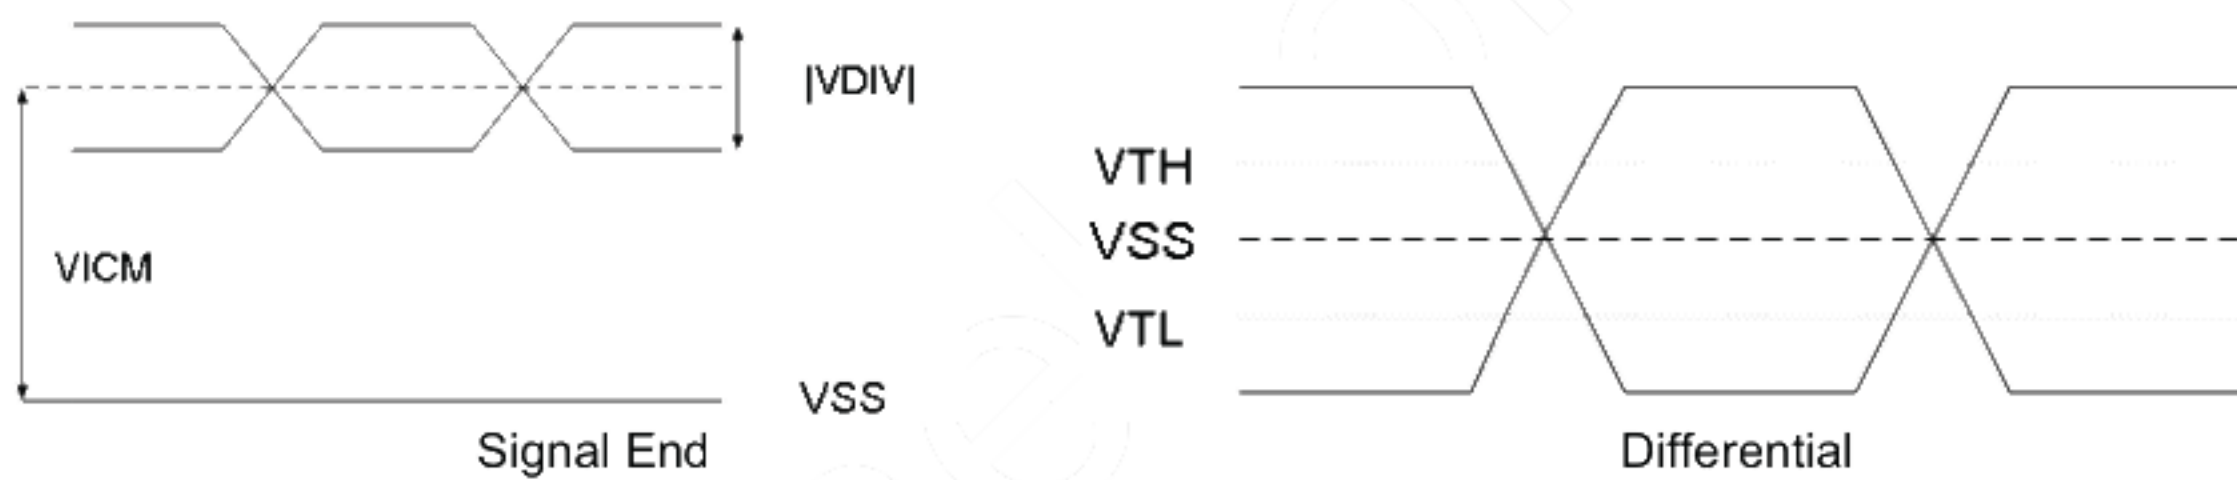 |VDIV|
VICM
VSS
Signal End
VTH
VSS
VTL
Differential